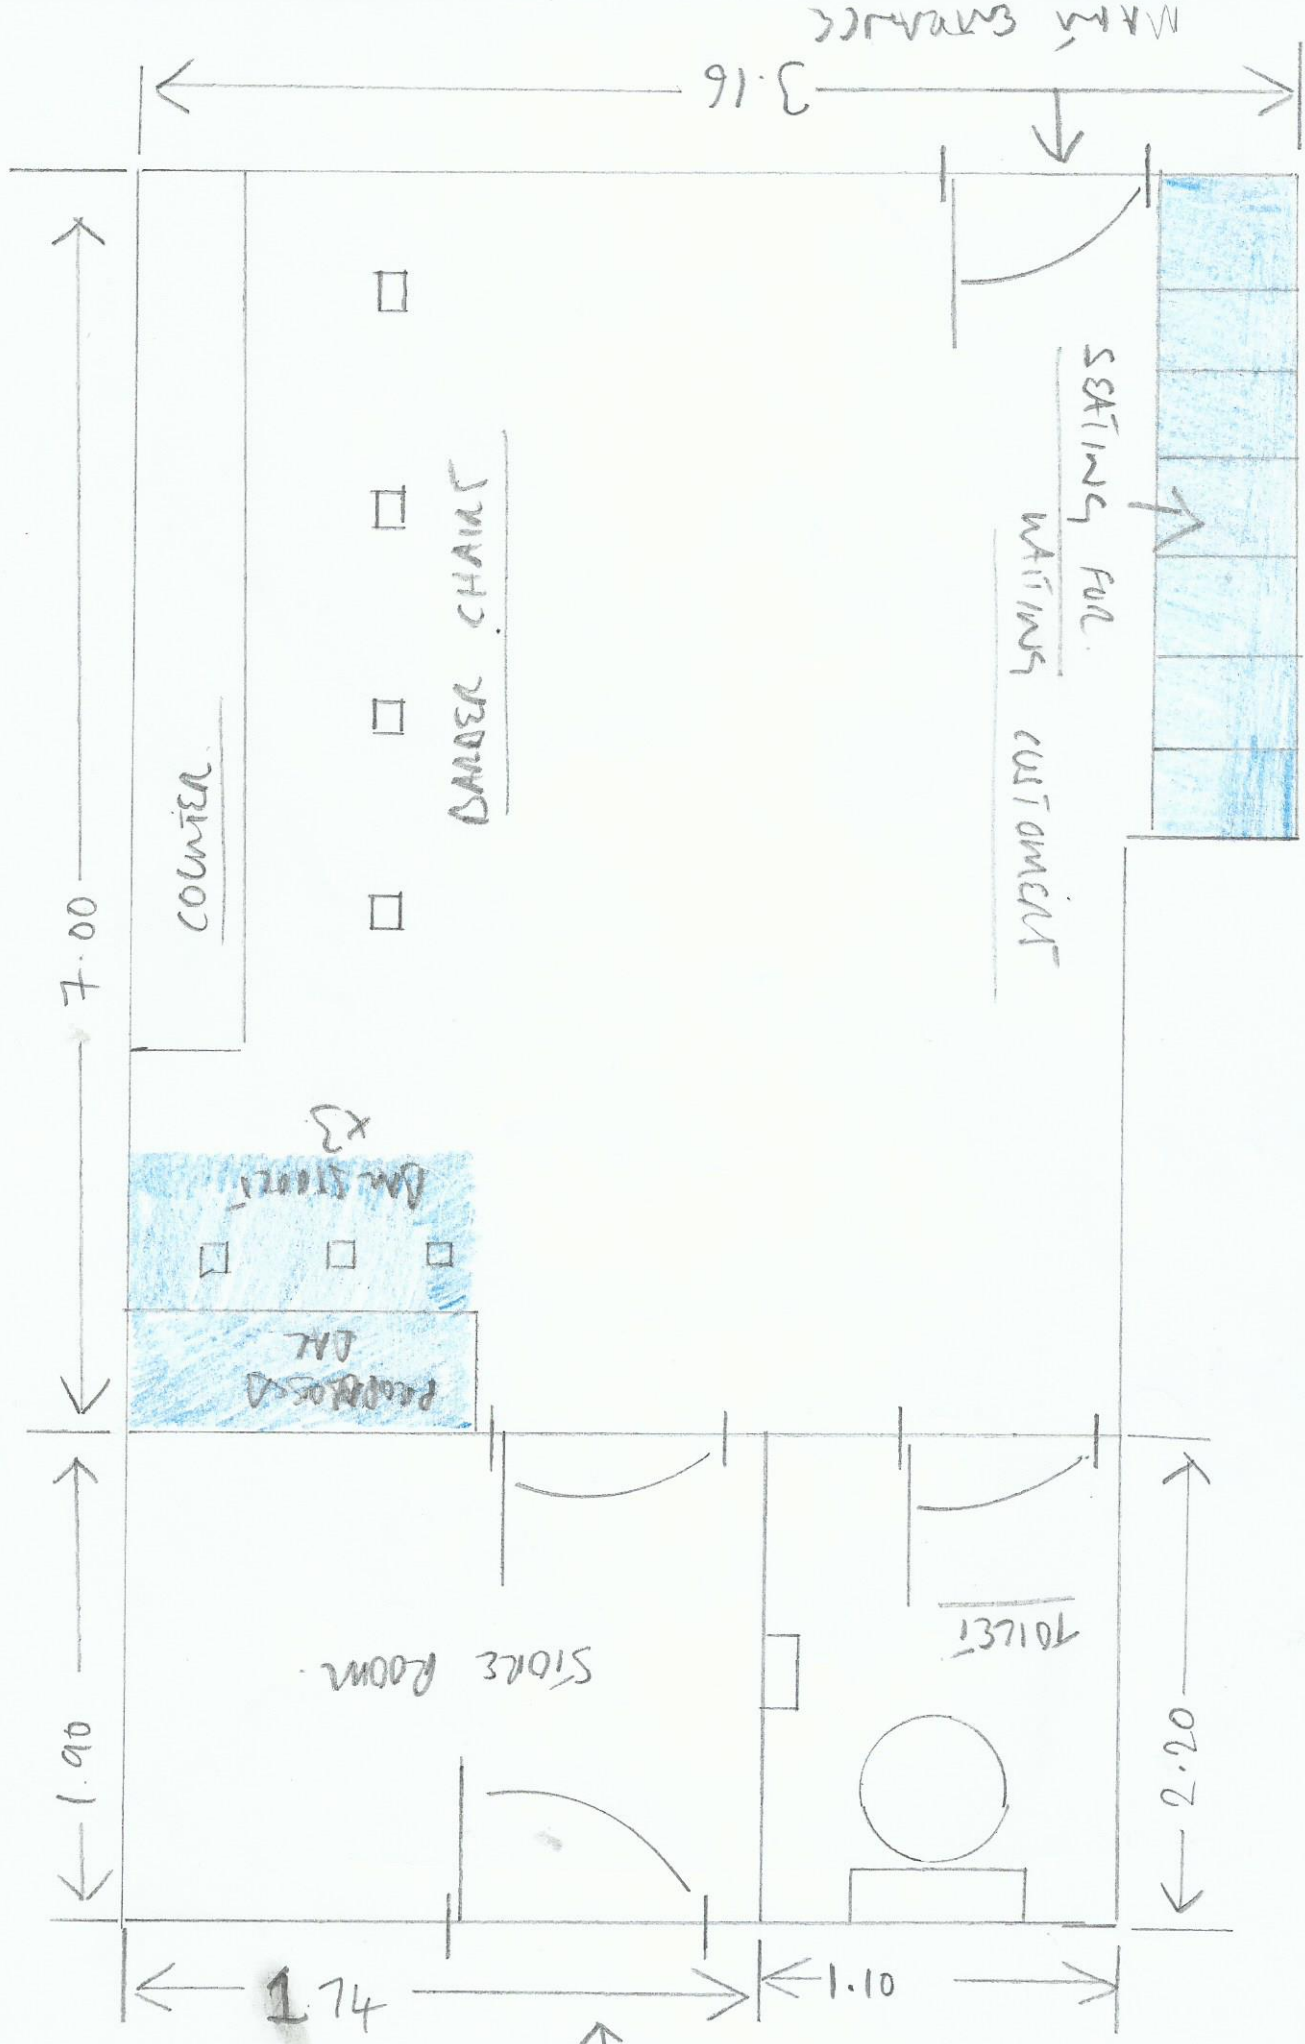 MAIN ENTRANCE
3.16
7.00
COUNTER
BARBER CHAIRS
SEATING FOR
WAITING CUSTOMERS
BAR STOOLS
x3
PROPOSED
BAR
STORE ROOM
TOILET
1.90
2.20
1.74
1.10